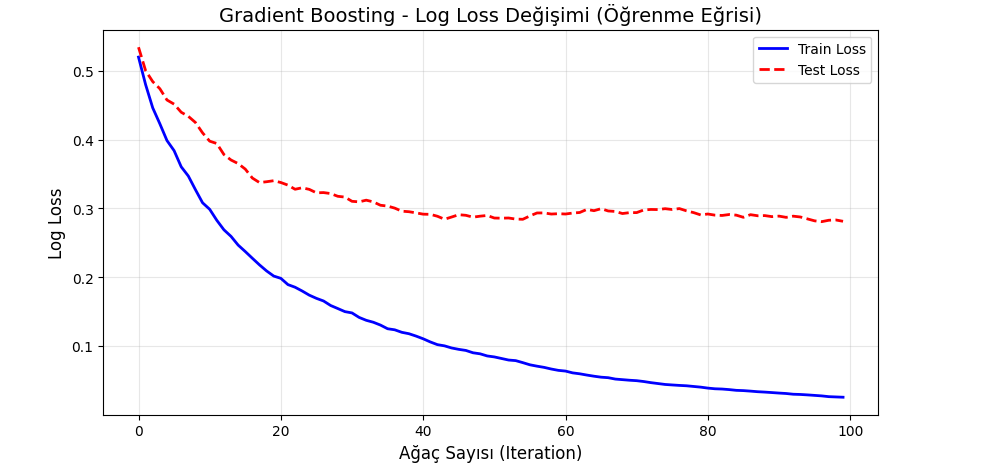 Gradient Boosting - Log Loss Değişimi (Öğrenme Eğrisi)
Train Loss
Test Loss
Log Loss
0.5
0.4
0.3
0.2
0.1
0 20 40 60 80 100
Ağaç Sayısı (Iteration)